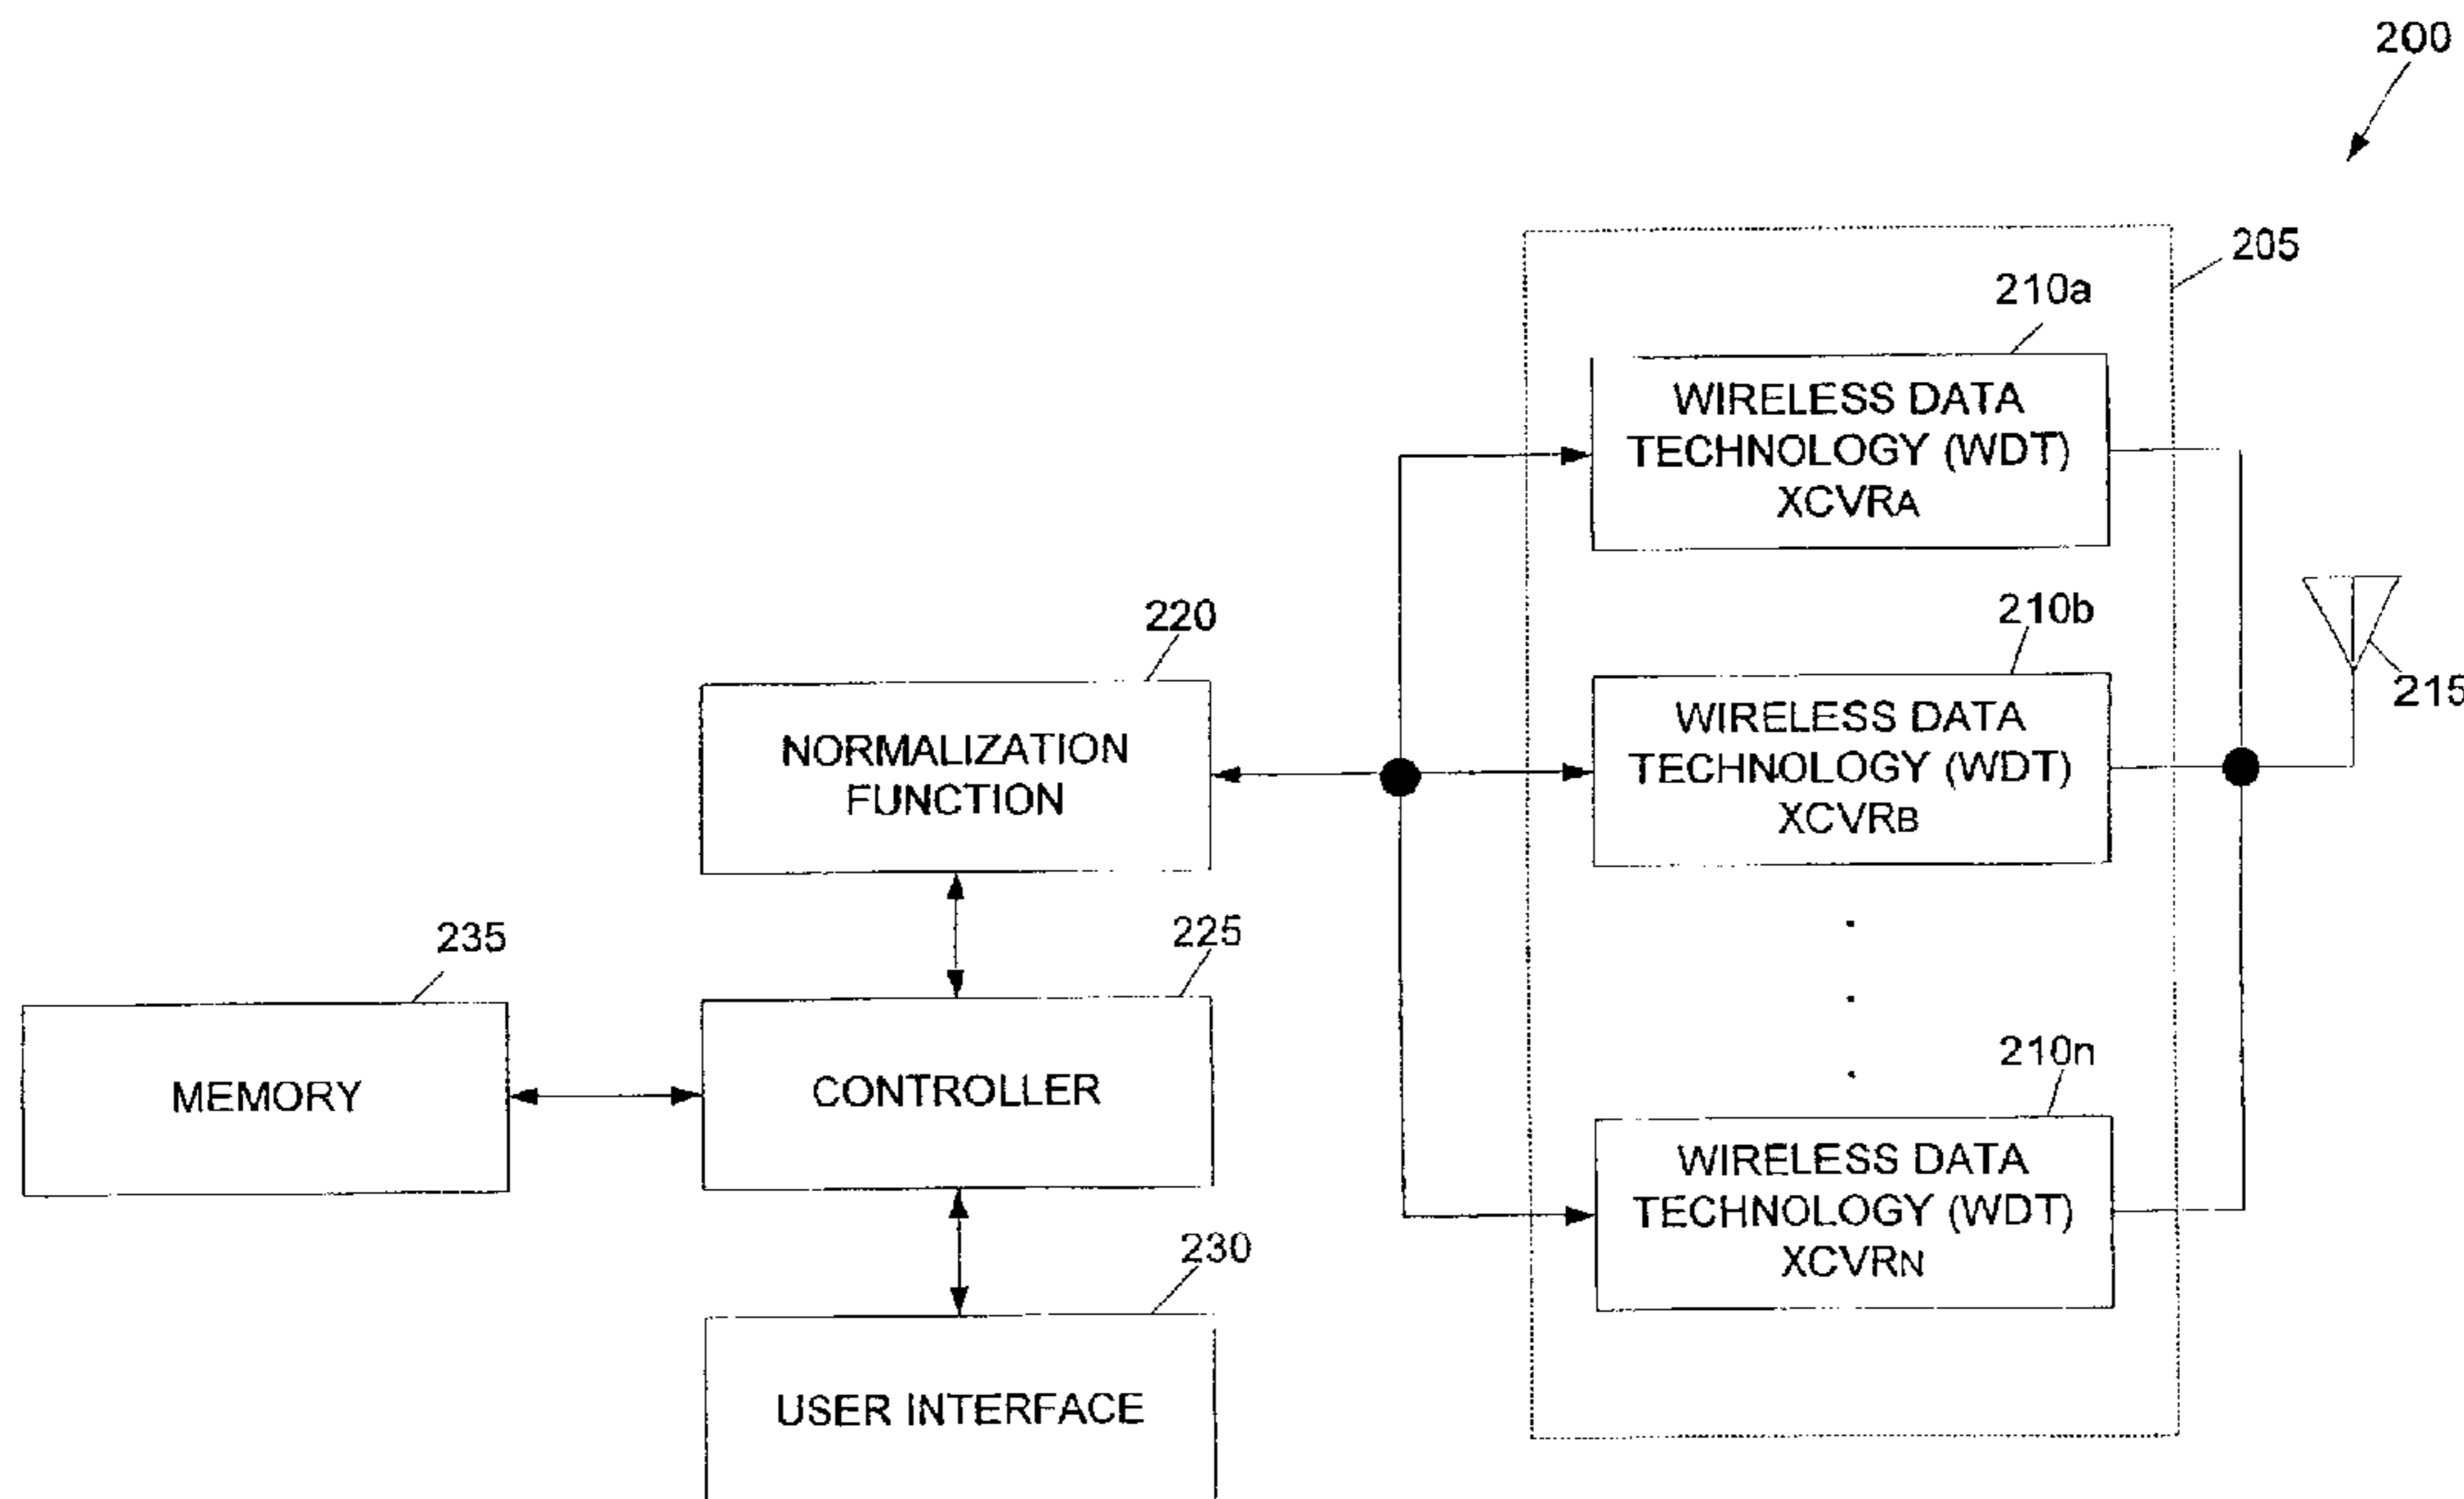 200
205
210a
WIRELESS DATA
TECHNOLOGY (WDT)
XCVRA
220
NORMALIZATION
FUNCTION
210b
WIRELESS DATA
TECHNOLOGY (WDT)
XCVRB
215
.
.
.
235
MEMORY
225
CONTROLLER
210n
WIRELESS DATA
TECHNOLOGY (WDT)
XCVRN
230
USER INTERFACE